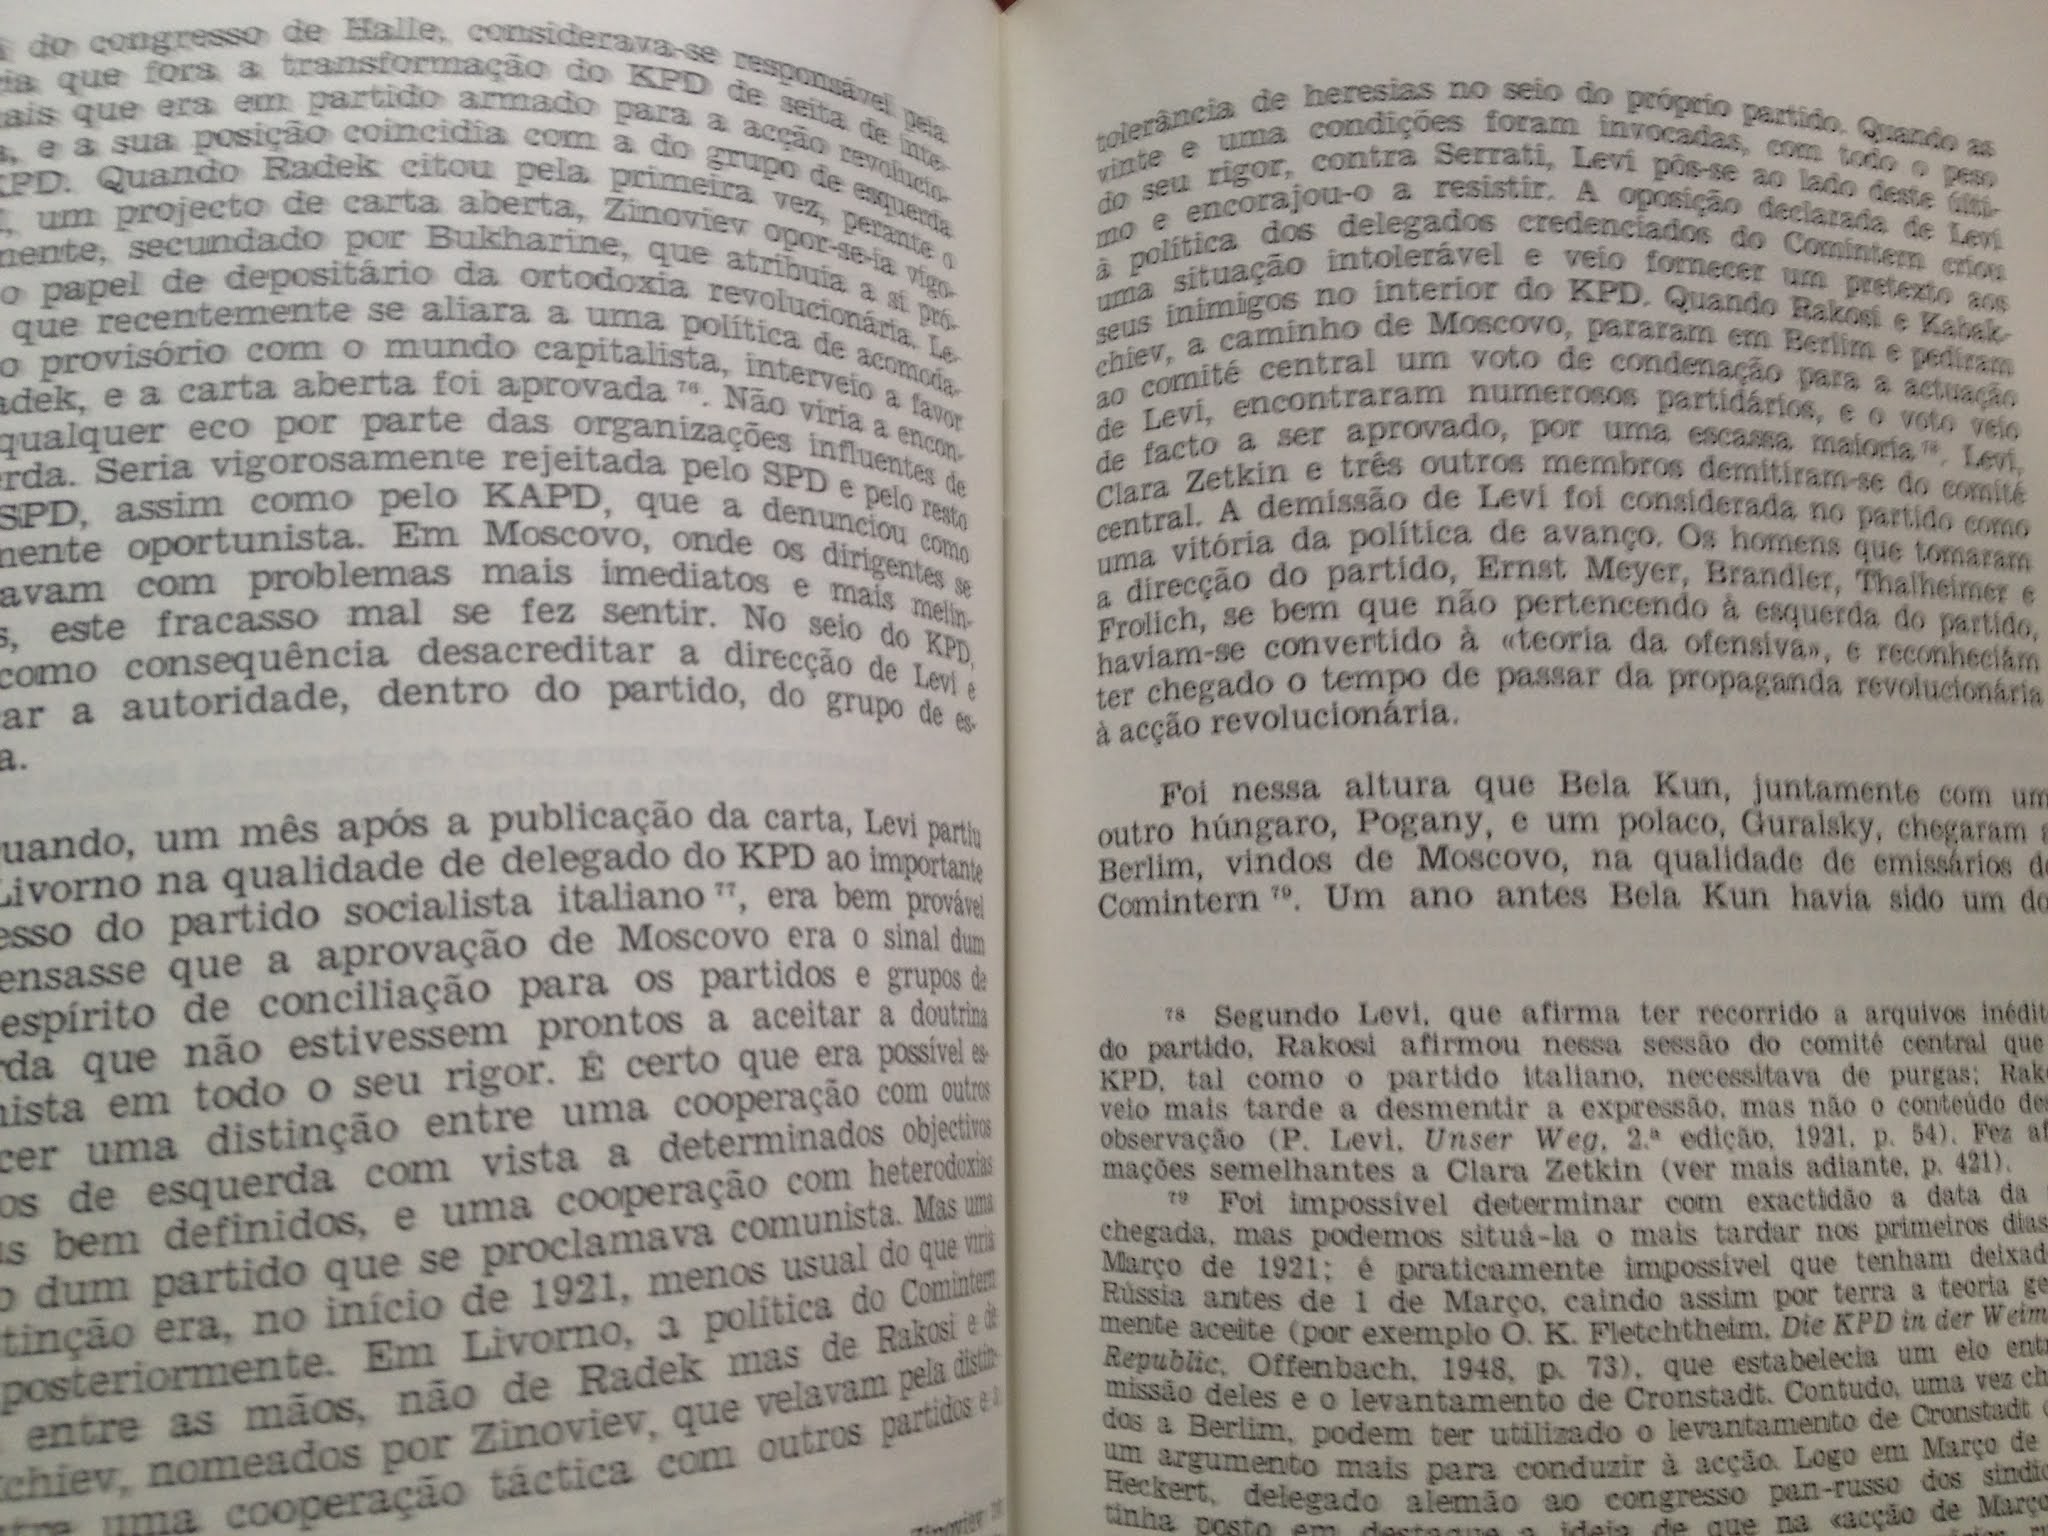 do congresso de Halle, considerava-se responsável pela
que fora a transformação do KPD de seita de inte-
ais que era em partido armado para a acção revolucio-
e a sua posição coincidia com a do grupo de esquerda
KPD. Quando Radek citou pela primeira vez, perante o
um projecto de carta aberta, Zinoviev opor-se-ia vigo-
mente, secundado por Bukharine, que atribuía a si pró-
o papel de depositário da ortodoxia revolucionária. Le-
que recentemente se aliara a uma política de acomoda-
o provisório com o mundo capitalista, interveio a favor
adek, e a carta aberta foi aprovada 76. Não viria a encon-
qualquer eco por parte das organizações influentes de
rda. Seria vigorosamente rejeitada pelo SPD e pelo resto
SPD, assim como pelo KAPD, que a denunciou como
mente oportunista. Em Moscovo, onde os dirigentes se
avam com problemas mais imediatos e mais melin-
s, este fracasso mal se fez sentir. No seio do KPD,
como consequência desacreditar a direcção de Levi e
ar a autoridade, dentro do partido, do grupo de es-
a.
uando, um mês após a publicação da carta, Levi partiu
Livorno na qualidade de delegado do KPD ao importante
esso do partido socialista italiano 77, era bem provável
ensasse que a aprovação de Moscovo era o sinal dum
espírito de conciliação para os partidos e grupos de
rda que não estivessem prontos a aceitar a doutrina
nista em todo o seu rigor. É certo que era possível es-
cer uma distinção entre uma cooperação com outros
os de esquerda com vista a determinados objectivos
s bem definidos, e uma cooperação com heterodoxias
o dum partido que se proclamava comunista. Mas uma
tinção era, no início de 1921, menos usual do que viria
posteriormente. Em Livorno, a política do Comintern
entre as mãos, não de Radek mas de Rakosi e de
chiev, nomeados por Zinoviev, que velavam pela distin-
tre uma cooperação táctica com outros partidos e a
Zinoviev
tolerância de heresias no seio do próprio partido. Quando as
vinte e uma condições foram invocadas, com todo o peso
do seu rigor, contra Serrati, Levi pôs-se ao lado deste últi-
mo e encorajou-o a resistir. A oposição declarada de Levi
à política dos delegados credenciados do Comintern criou
uma situação intolerável e veio fornecer um pretexto aos
seus inimigos no interior do KPD. Quando Rakosi e Kabak-
chiev, a caminho de Moscovo, pararam em Berlim e pediram
ao comité central um voto de condenação para a actuação
de Levi, encontraram numerosos partidários, e o voto veio
de facto a ser aprovado, por uma escassa maioria 78. Levi,
Clara Zetkin e três outros membros demitiram-se do comité
central. A demissão de Levi foi considerada no partido como
uma vitória da política de avanço. Os homens que tomaram
a direcção do partido, Ernst Meyer, Brandler, Thalheimer e
Frolich, se bem que não pertencendo à esquerda do partido,
haviam-se convertido à «teoria da ofensiva», e reconheciam
ter chegado o tempo de passar da propaganda revolucionária
à acção revolucionária.
Foi nessa altura que Bela Kun, juntamente com um
outro húngaro, Pogany, e um polaco, Guralsky, chegaram a
Berlim, vindos de Moscovo, na qualidade de emissários do
Comintern 79. Um ano antes Bela Kun havia sido um do
78 Segundo Levi, que afirma ter recorrido a arquivos inédit
do partido, Rakosi afirmou nessa sessão do comité central que
KPD, tal como o partido italiano, necessitava de purgas; Rak
veio mais tarde a desmentir a expressão, mas não o conteúdo de
observação (P. Levi, Unser Weg, 2.ª edição, 1921, p. 54). Fez af
mações semelhantes a Clara Zetkin (ver mais adiante, p. 421).
79 Foi impossível determinar com exactidão a data da
chegada, mas podemos situá-la o mais tardar nos primeiros dias
Março de 1921; é praticamente impossível que tenham deixad
Rússia antes de 1 de Março, caindo assim por terra a teoria ge
mente aceite (por exemplo O. K. Fletchtheim, Die KPD in der Weim
Republic, Offenbach, 1948, p. 73), que estabelecia um elo ent
missão deles e o levantamento de Cronstadt. Contudo, uma vez ch
dos a Berlim, podem ter utilizado o levantamento de Cronstadt
um argumento mais para conduzir à acção. Logo em Março de
Heckert, delegado alemão ao congresso pan-russo dos sindic
tinha posto em destaque a ideia de que na «acção de Março